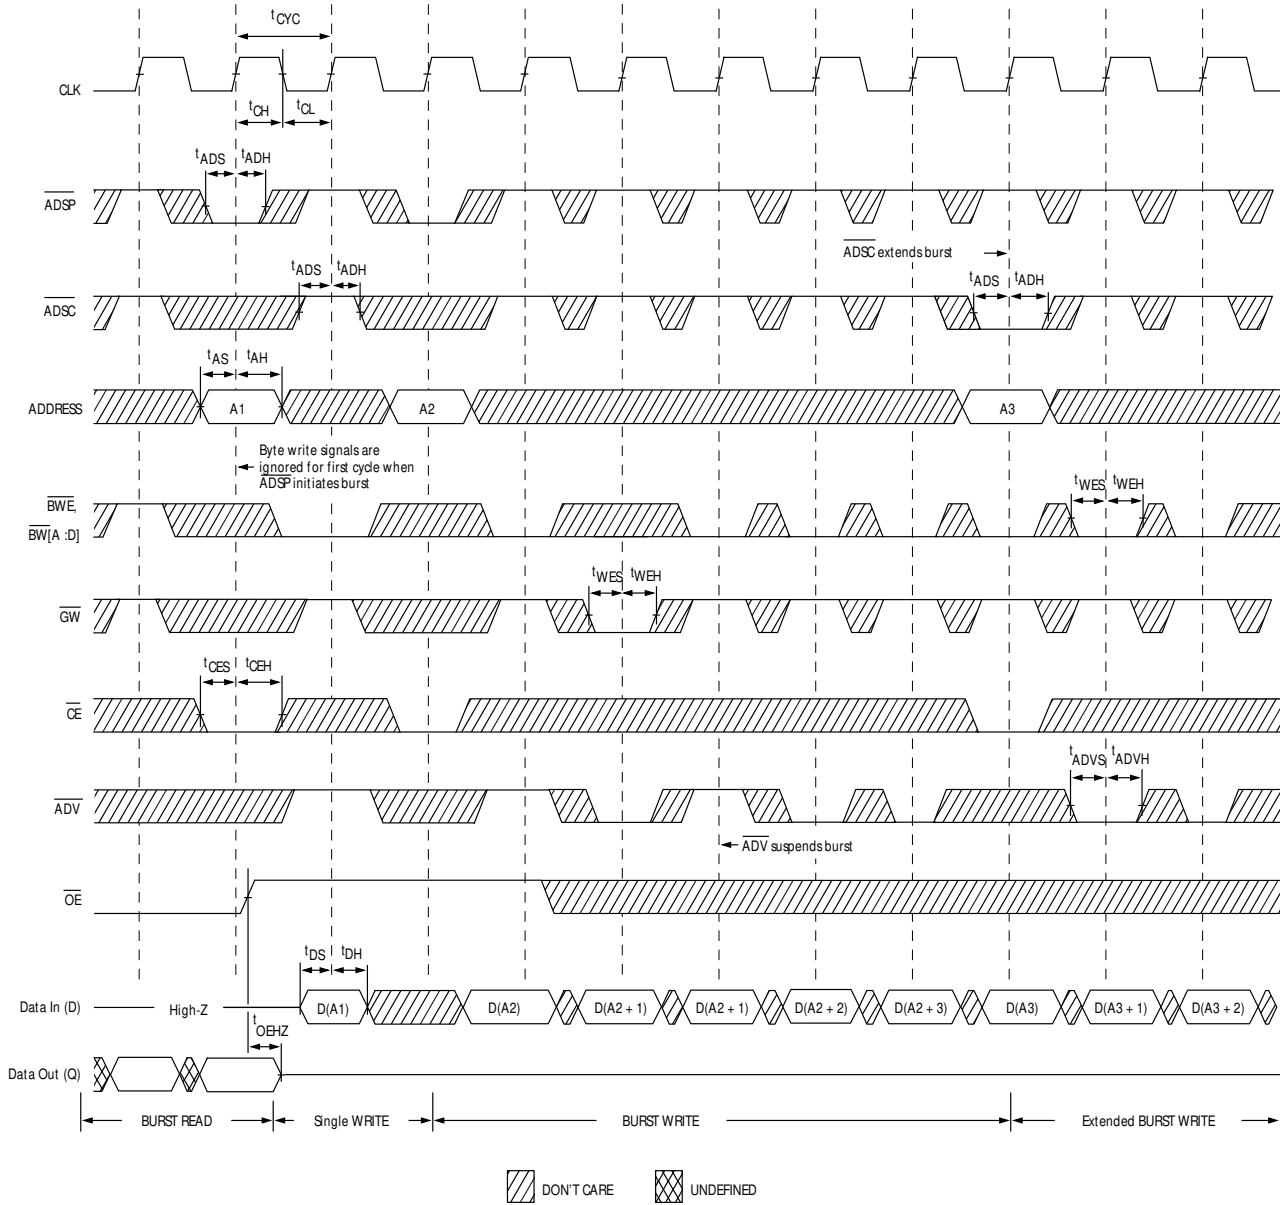 tCYC
CLK
tCH
tCL
tADS
tADH
ADSP
ADSC extends burst
tADS
tADH
tADS
tADH
ADSC
tAS
tAH
ADDRESS
A1
A2
A3
Byte write signals are
ignored for first cycle when
ADSP initiates burst
tWES
tWEH
BWE,
BW[A :D]
tWES
tWEH
GW
tCES
tCEH
CE
tADVS
tADVH
ADV
ADV suspends burst
OE
tDS
tDH
Data In (D)
High-Z
D(A1)
D(A2)
D(A2 + 1)
D(A2 + 1)
D(A2 + 2)
D(A2 + 3)
D(A3)
D(A3 + 1)
D(A3 + 2)
tOEHZ
Data Out (Q)
BURST READ
Single WRITE
BURST WRITE
Extended BURST WRITE
DON'T CARE
UNDEFINED